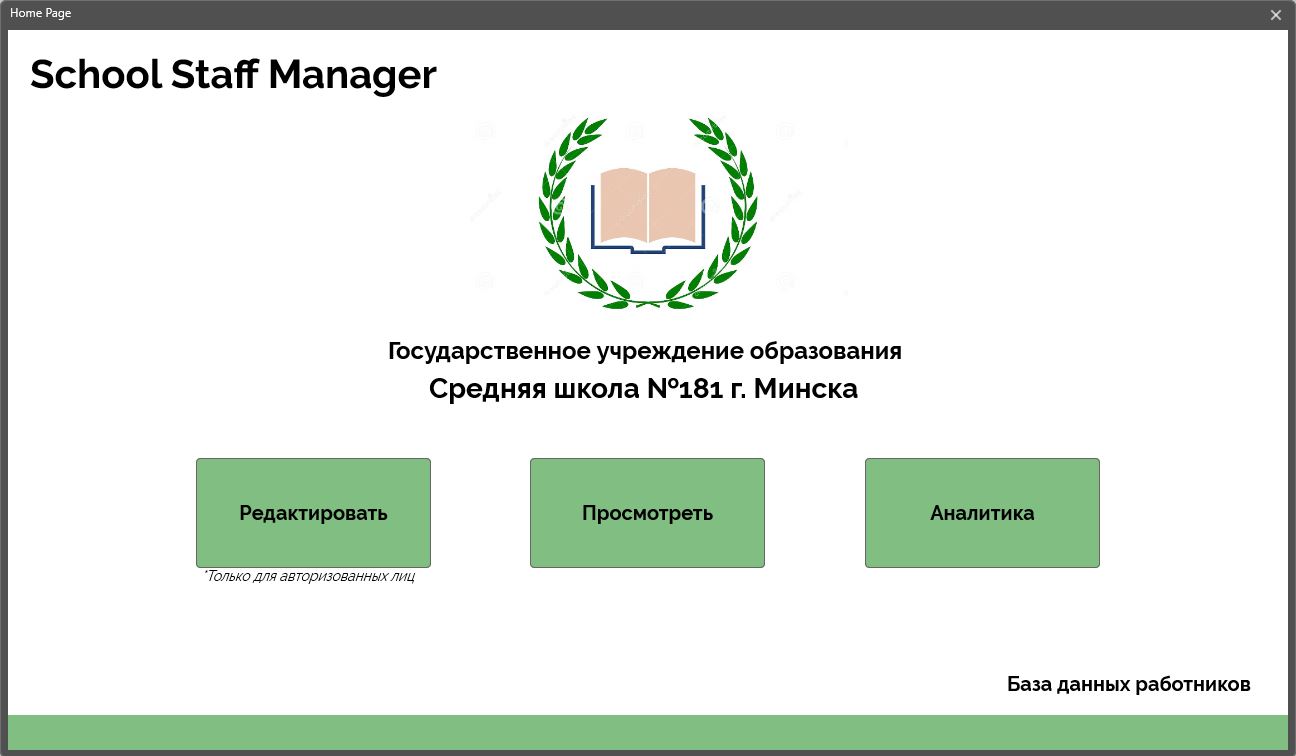 Home Page
School Staff Manager
Государственное учреждение образования
Средняя школа №181 г. Минска
Редактировать
Просмотреть
Аналитика
*Только для авторизованных лиц
База данных работников